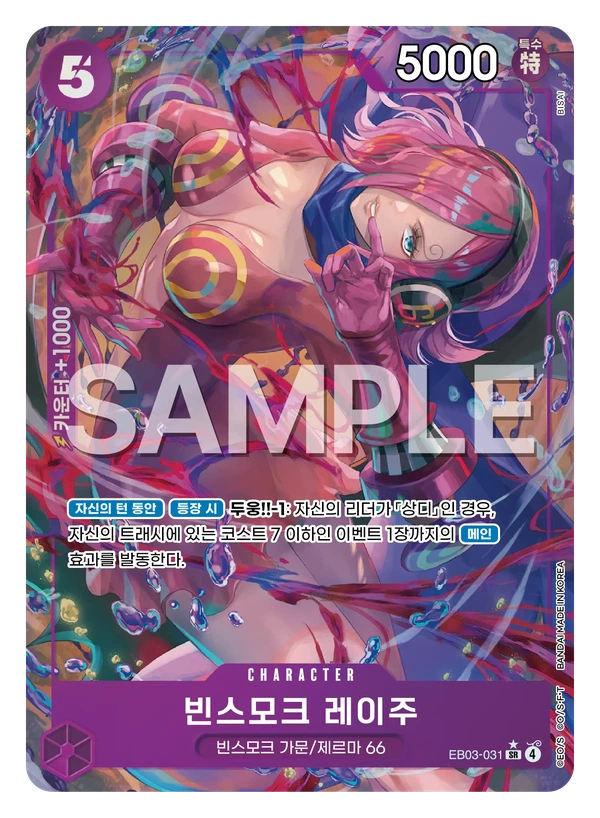 5
5000
특수
特
BISAI
카운터+1000
SAMPLE
자신의 턴 동안 등장 시 두웅!!-1: 자신의 리더가 「상디」인 경우,
자신의 트래시에 있는 코스트 7 이하인 이벤트 1장까지의 메인
효과를 발동한다.
CHARACTER
빈스모크 레이주
빈스모크 가문/제르마 66
EB03-031 SR 4
©EO/S ©O/S·F·T BANDAI MADE IN KOREA